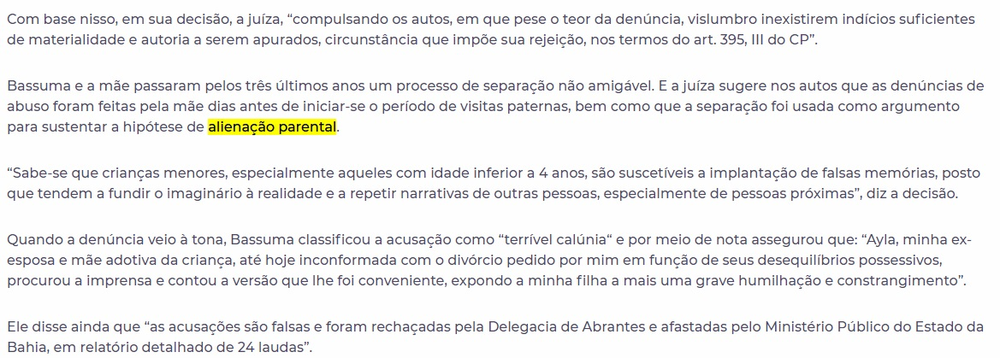 Com base nisso, em sua decisão, a juíza, “compulsando os autos, em que pese o teor da denúncia, vislumbro inexistirem indícios suficientes
de materialidade e autoria a serem apurados, circunstância que impõe sua rejeição, nos termos do art. 395, III do CP”.
Bassuma e a mãe passaram pelos três últimos anos um processo de separação não amigável. E a juíza sugere nos autos que as denúncias de
abuso foram feitas pela mãe dias antes de iniciar-se o período de visitas paternas, bem como que a separação foi usada como argumento
para sustentar a hipótese de alienação parental.
“Sabe-se que crianças menores, especialmente aqueles com idade inferior a 4 anos, são suscetíveis a implantação de falsas memórias, posto
que tendem a fundir o imaginário à realidade e a repetir narrativas de outras pessoas, especialmente de pessoas próximas”, diz a decisão.
Quando a denúncia veio à tona, Bassuma classificou a acusação como “terrível calúnia“ e por meio de nota assegurou que: “Ayla, minha ex-
esposa e mãe adotiva da criança, até hoje inconformada com o divórcio pedido por mim em função de seus desequilíbrios possessivos,
procurou a imprensa e contou a versão que lhe foi conveniente, expondo a minha filha a mais uma grave humilhação e constrangimento”.
Ele disse ainda que “as acusações são falsas e foram rechaçadas pela Delegacia de Abrantes e afastadas pelo Ministério Público do Estado da
Bahia, em relatório detalhado de 24 laudas”.